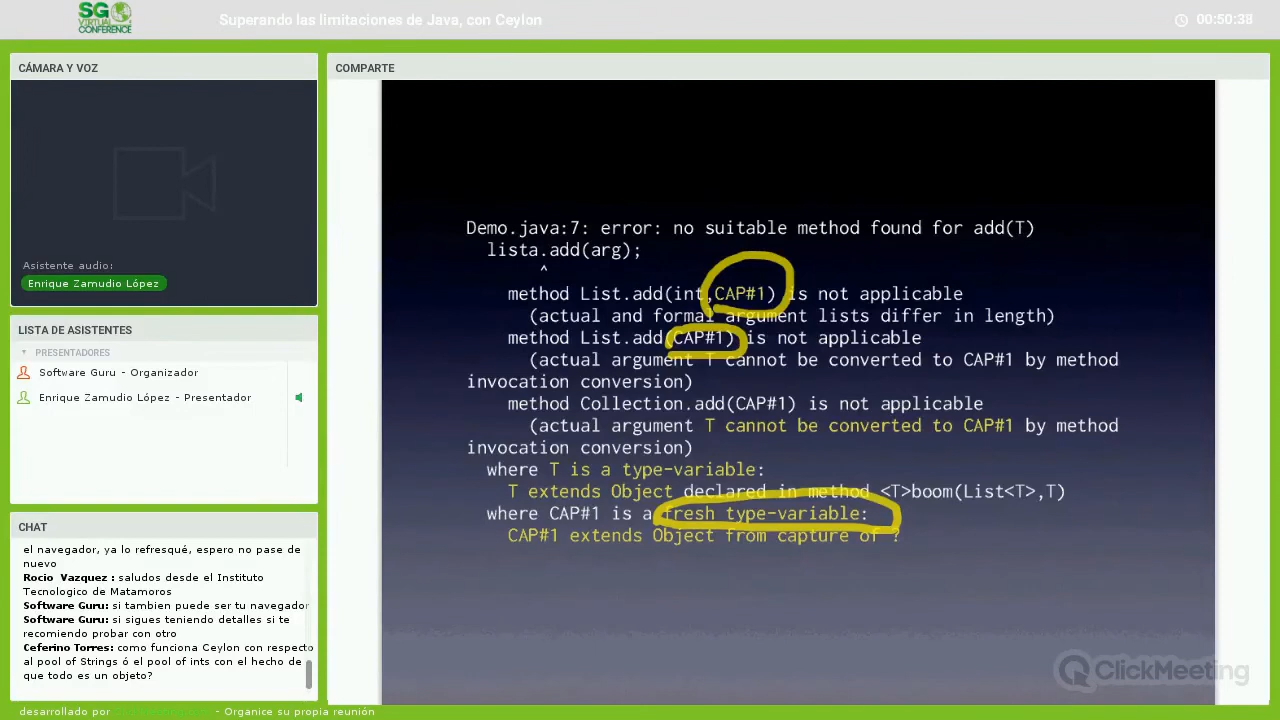 SG
VIRTUAL
CONFERENCE
Superando las limitaciones de Java, con Ceylon
00:50:38
CÁMARA Y VOZ
Asistente audio:
Enrique Zamudio López
LISTA DE ASISTENTES
PRESENTADORES
Software Guru - Organizador
Enrique Zamudio López - Presentador
CHAT
el navegador, ya lo refresqué, espero no pase de
nuevo
Rocio Vazquez : saludos desde el Instituto
Tecnologico de Matamoros
Software Guru: si tambien puede ser tu navegador
Software Guru: si sigues teniendo detalles si te
recomiendo probar con otro
Ceferino Torres: como funciona Ceylon con respecto
al pool of Strings ó el pool of ints con el hecho de
que todo es un objeto?
COMPARTE
Demo.java:7: error: no suitable method found for add(T)
lista.add(arg);
^
method List.add(int,CAP#1) is not applicable
(actual and formal argument lists differ in length)
method List.add(CAP#1) is not applicable
(actual argument T cannot be converted to CAP#1 by method
invocation conversion)
method Collection.add(CAP#1) is not applicable
(actual argument T cannot be converted to CAP#1 by method
invocation conversion)
where T is a type-variable:
T extends Object declared in method <T>boom(List<T>,T)
where CAP#1 is a fresh type-variable:
CAP#1 extends Object from capture of ?
ClickMeeting
desarrollado por - Organice su propia reunión